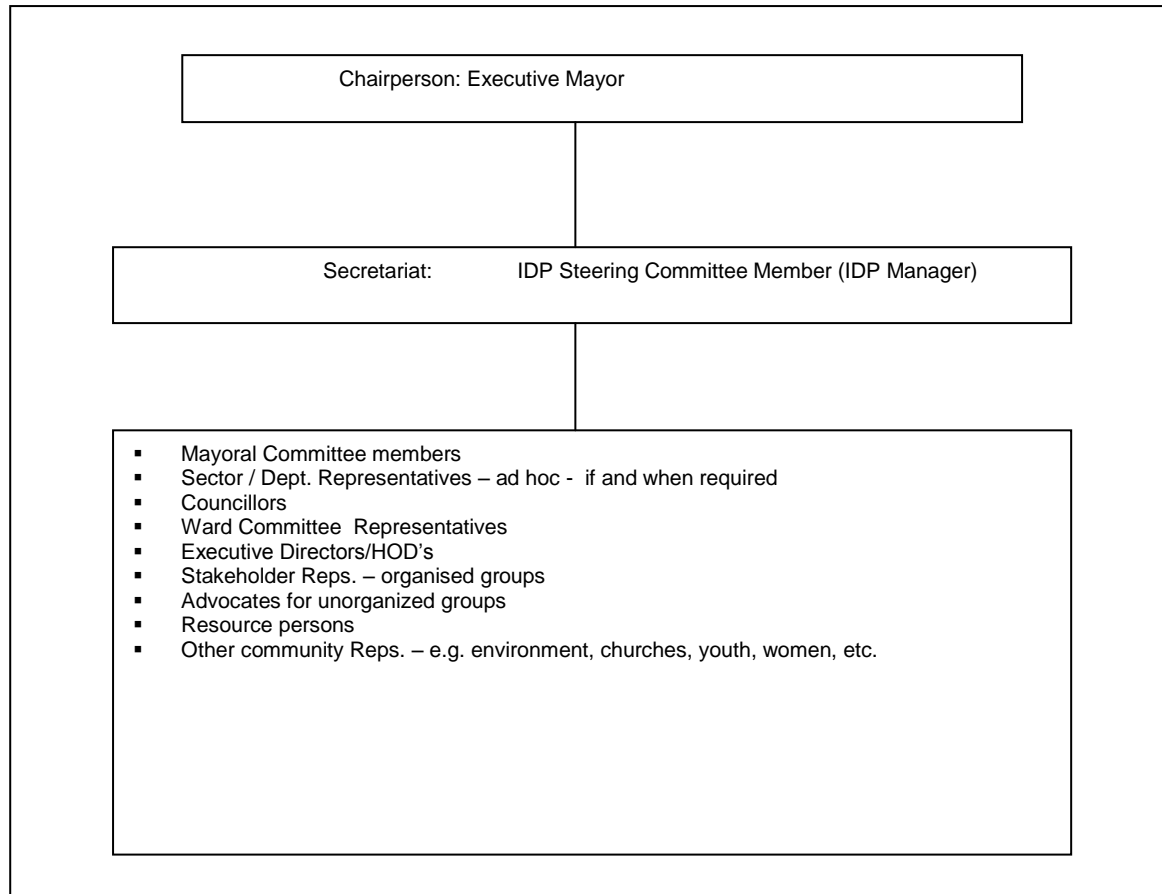 Chairperson: Executive Mayor
Secretariat: IDP Steering Committee Member (IDP Manager)
▪ Mayoral Committee members
▪ Sector / Dept. Representatives – ad hoc - if and when required
▪ Councillors
▪ Ward Committee Representatives
▪ Executive Directors/HOD's
▪ Stakeholder Reps. – organised groups
▪ Advocates for unorganized groups
▪ Resource persons
▪ Other community Reps. – e.g. environment, churches, youth, women, etc.